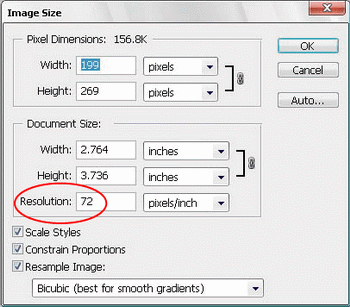 Image Size
Pixel Dimensions: 156.8K
Width: 199 pixels
Height: 269 pixels
OK
Cancel
Auto...
Document Size:
Width: 2.764 inches
Height: 3.736 inches
Resolution: 72 pixels/inch
Scale Styles
Constrain Proportions
Resample Image:
Bicubic (best for smooth gradients)